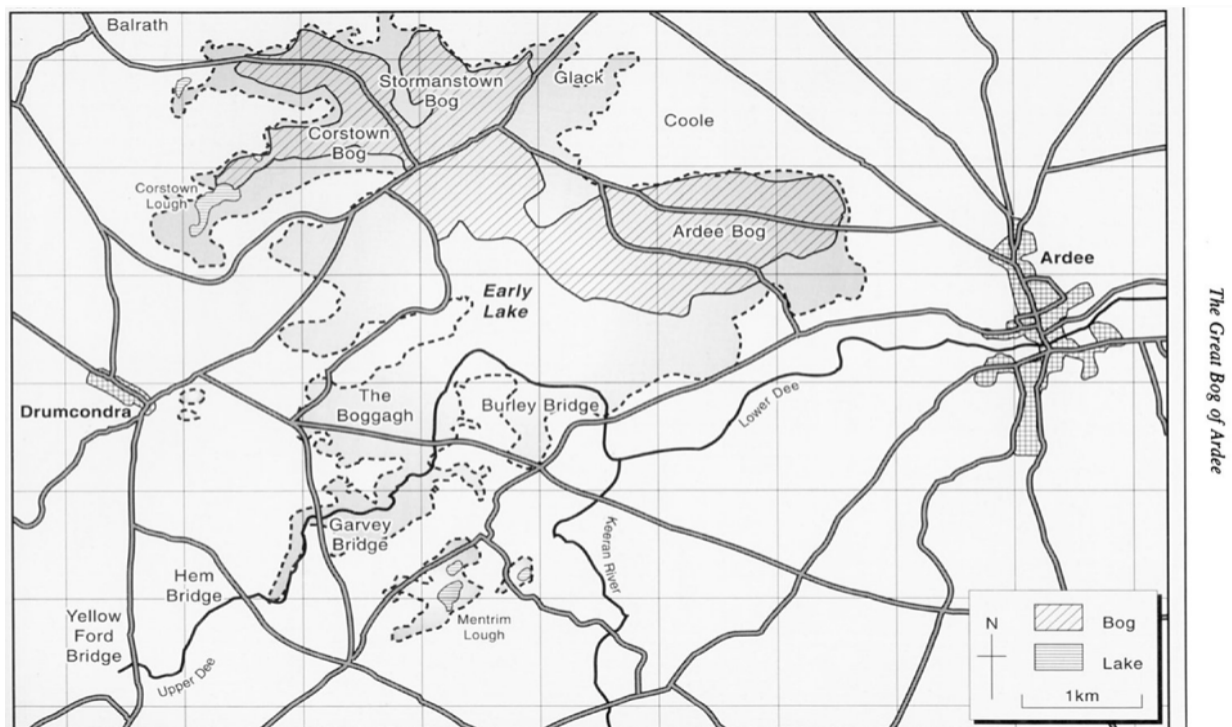 Balrath
Stormanstown
Bog
Glack
Coole
Corstown
Bog
Corstown
Lough
Ardee Bog
Ardee
Early
Lake
The
Boggagh
Burley Bridge
Drumcondra
Lower Dee
Garvey
Bridge
Keeran River
Hem
Bridge
Mentrim
Lough
Yellow
Ford
Bridge
Upper Dee
N
Bog
Lake
1km
The Great Bog of Ardee